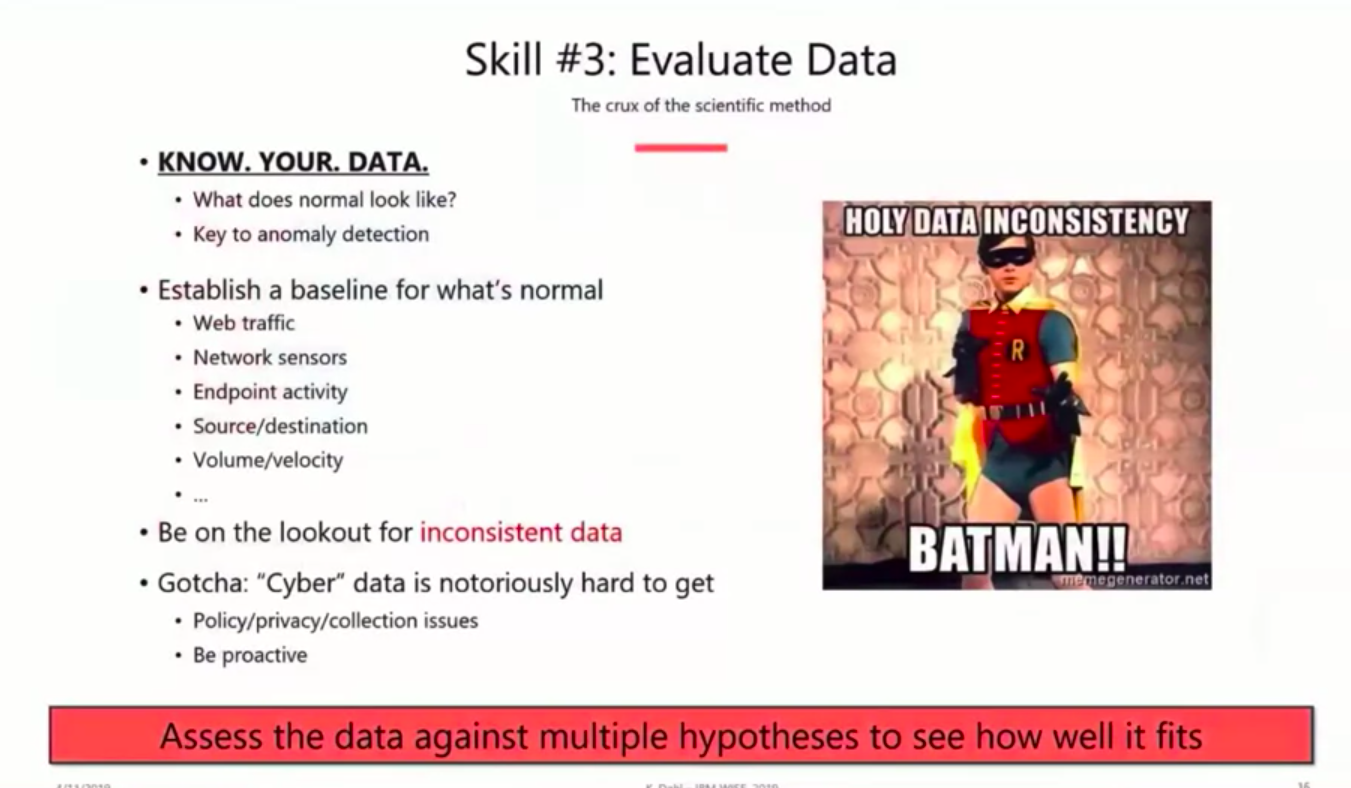 Skill #3: Evaluate Data
The crux of the scientific method
• KNOW. YOUR. DATA.
• What does normal look like?
• Key to anomaly detection
• Establish a baseline for what's normal
• Web traffic
• Network sensors
• Endpoint activity
• Source/destination
• Volume/velocity
• ...
• Be on the lookout for inconsistent data
• Gotcha: "Cyber" data is notoriously hard to get
• Policy/privacy/collection issues
• Be proactive
HOLY DATA INCONSISTENCY
R
BATMAN!!
memegenerator.net
Assess the data against multiple hypotheses to see how well it fits
16